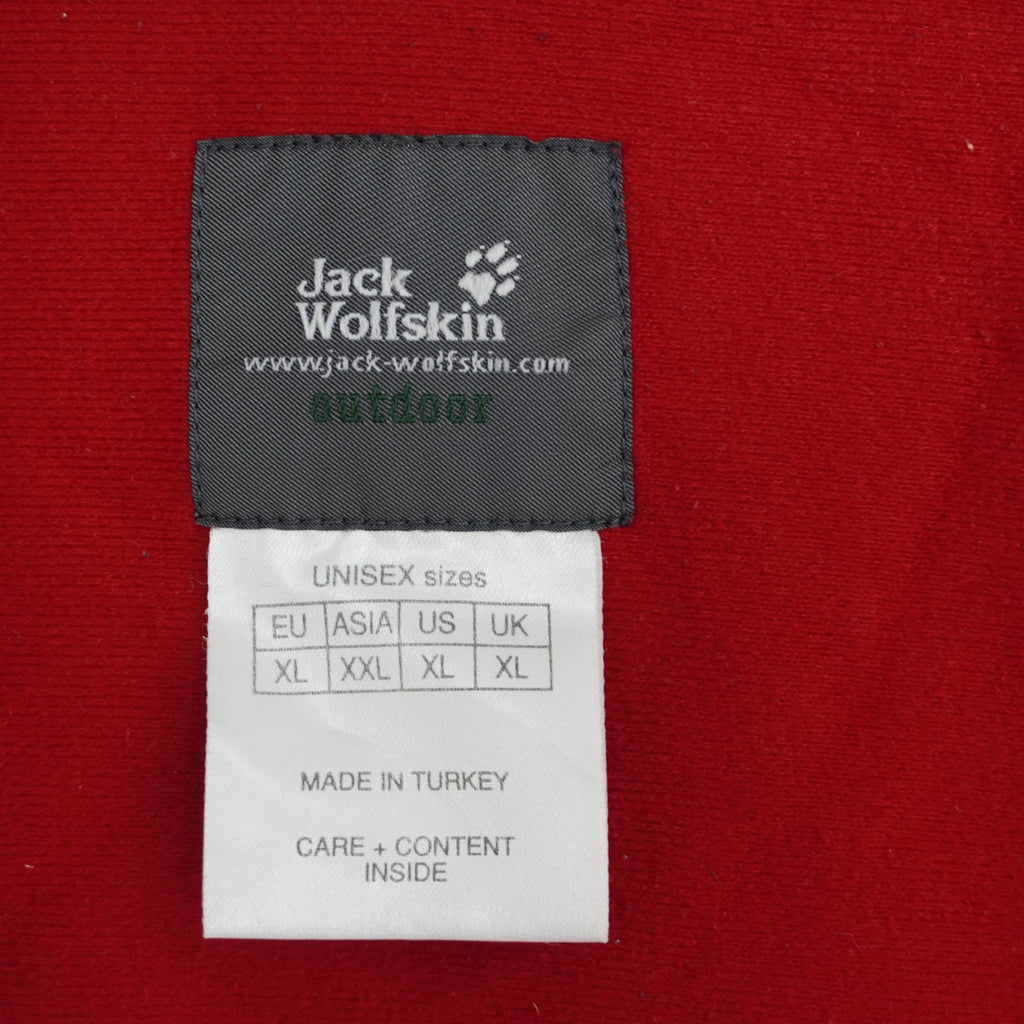 Jack
Wolfskin
www.jack-wolfskin.com
outdoor
UNISEX sizes
EU ASIA US UK
XL XXL XL XL
MADE IN TURKEY
CARE + CONTENT
INSIDE